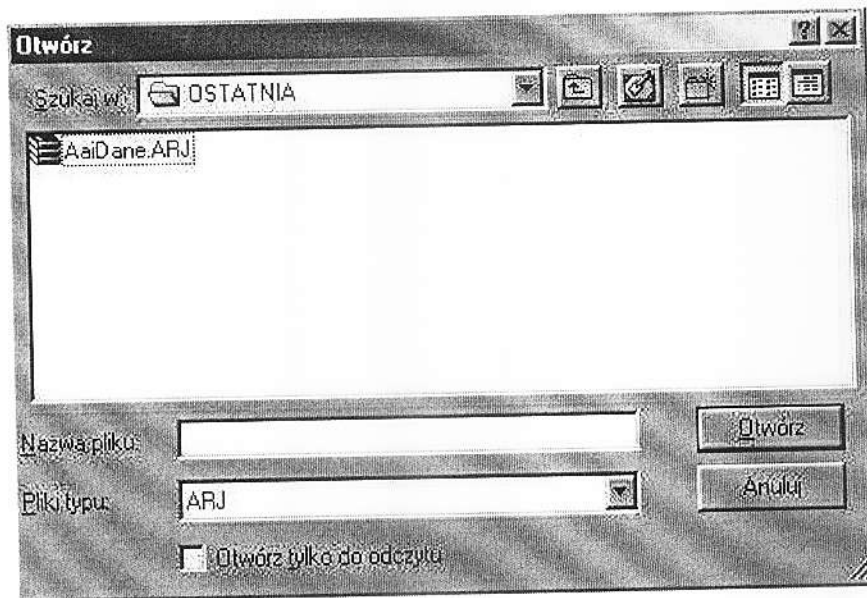 Otwórz
Szukaj w: OSTATNIA
AaiDane.ARJ
Nazwa pliku:
Otwórz
Pliki typu: ARJ
Anuluj
Otwórz tylko do odczytu